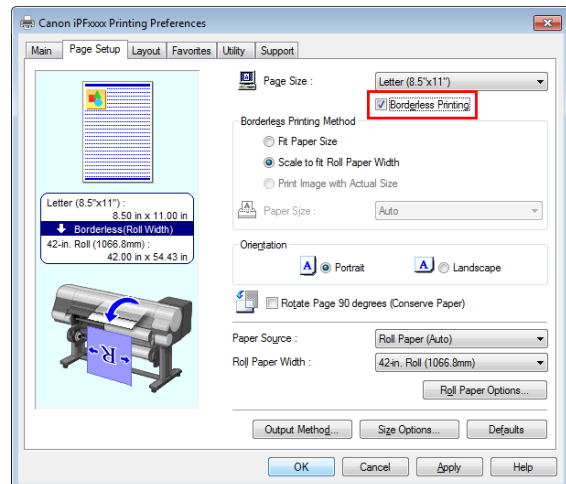 Canon iPFxxxx Printing Preferences
Main Page Setup Layout Favorites Utility Support
Page Size : Letter (8.5"x11")
Borderless Printing
Borderless Printing Method
Fit Paper Size
Scale to fit Roll Paper Width
Print Image with Actual Size
Paper Size : Auto
Letter (8.5"x11") :
8.50 in x 11.00 in
Borderless(Roll Width)
42-in. Roll (1066.8mm) :
42.00 in x 54.43 in
Orientation
A Portrait A Landscape
Rotate Page 90 degrees (Conserve Paper)
R
Paper Source : Roll Paper (Auto)
Roll Paper Width : 42-in. Roll (1066.8mm)
Roll Paper Options...
Output Method... Size Options... Defaults
OK Cancel Apply Help